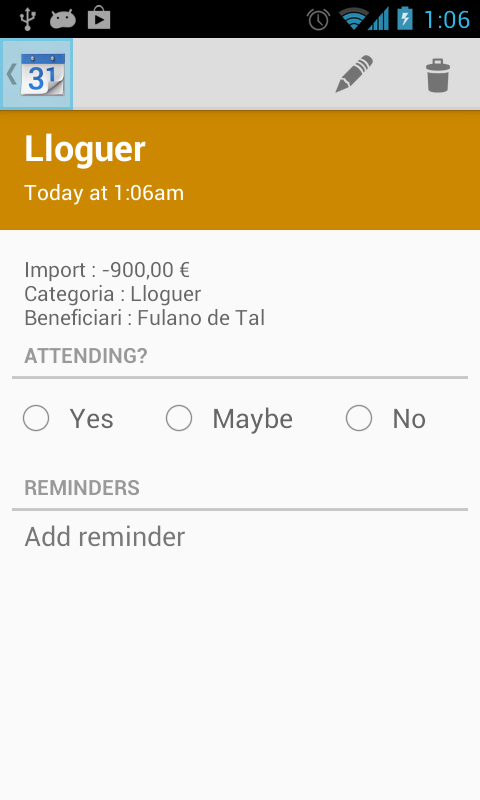 1:06
31
Lloguer
Today at 1:06am
Import : -900,00 €
Categoria : Lloguer
Beneficiari : Fulano de Tal
ATTENDING?
Yes Maybe No
REMINDERS
Add reminder